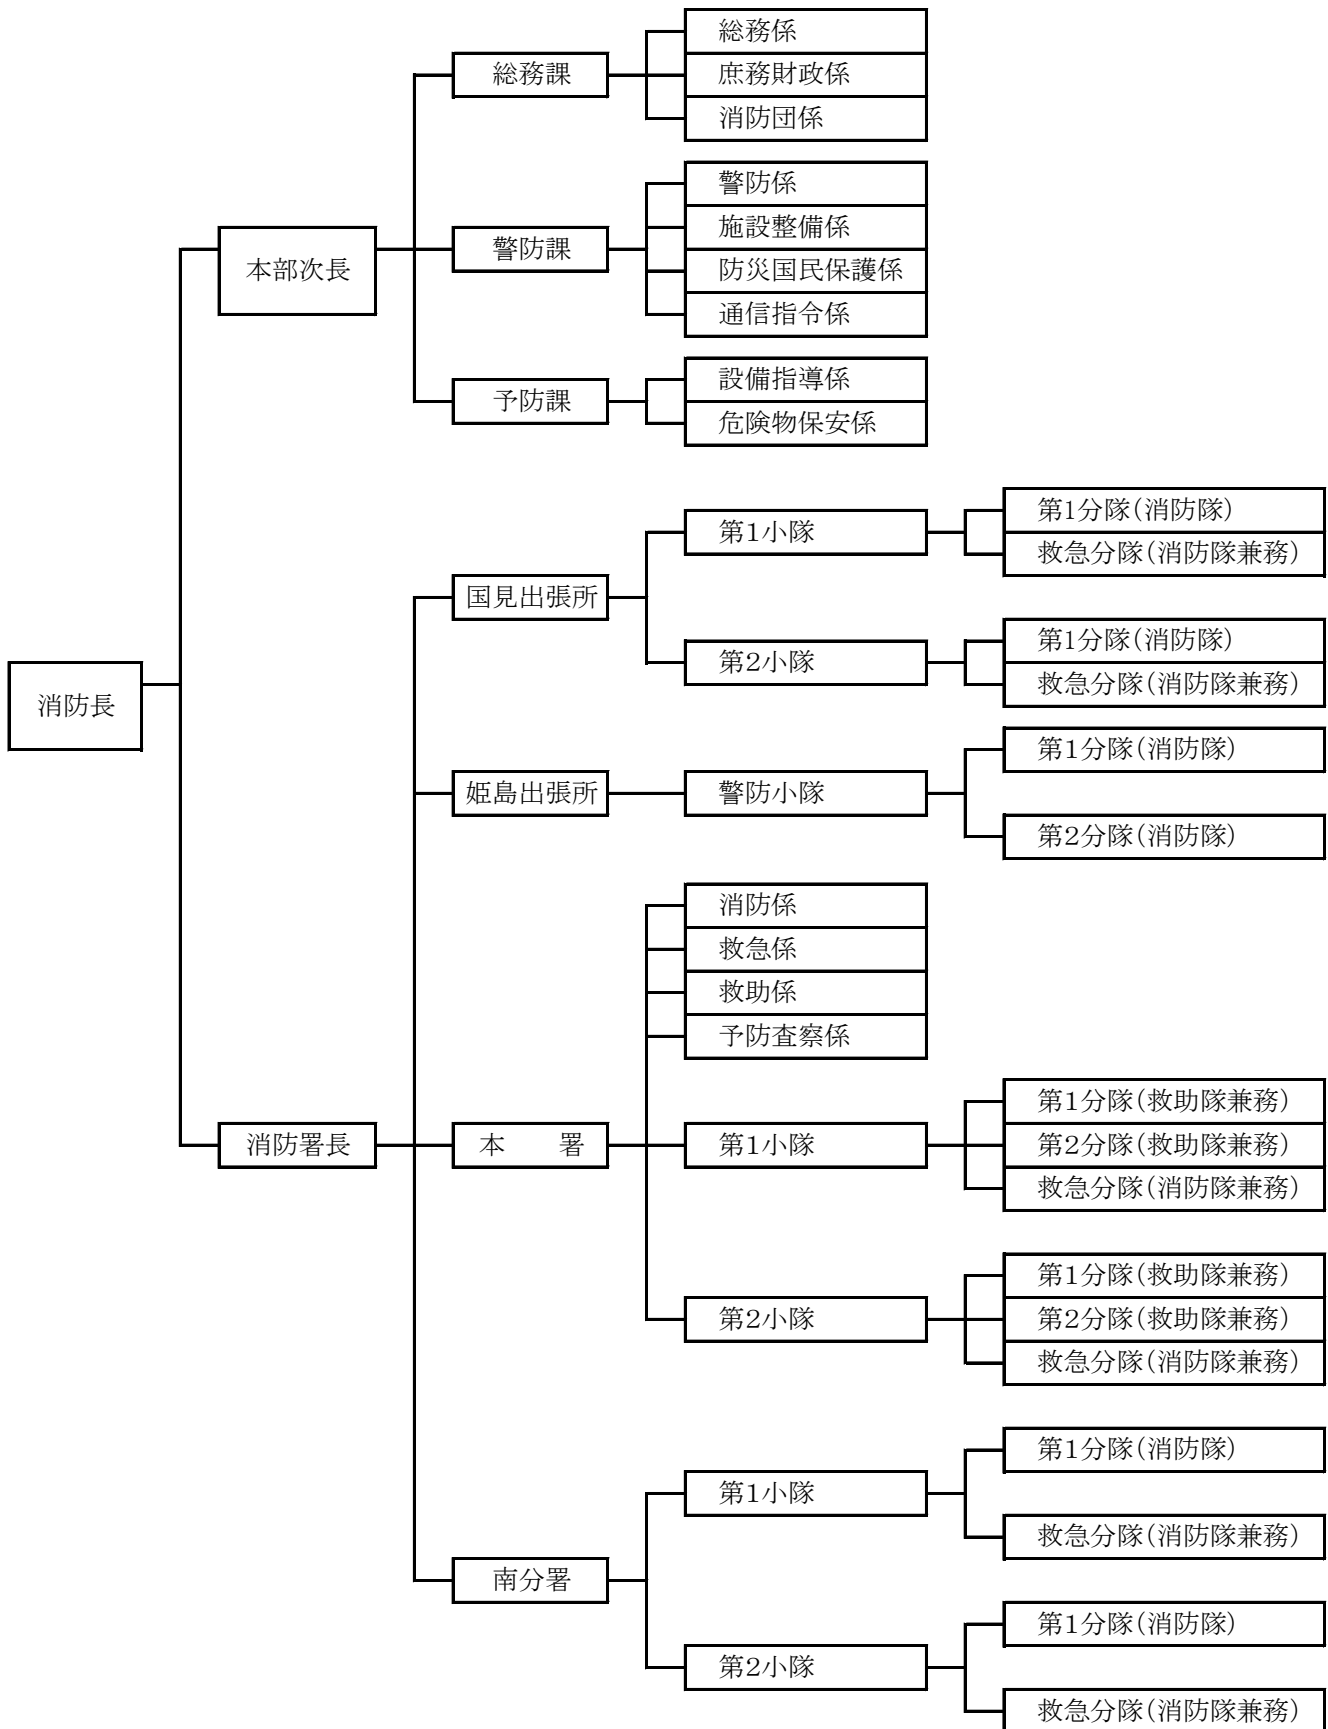 総務係
総務課
庶務財政係
消防団係
警防係
施設整備係
警防課
本部次長
防災国民保護係
通信指令係
設備指導係
予防課
危険物保安係
第1分隊(消防隊)
第1小隊
救急分隊(消防隊兼務)
国見出張所
第1分隊(消防隊)
第2小隊
救急分隊(消防隊兼務)
消防長
第1分隊(消防隊)
姫島出張所
警防小隊
第2分隊(消防隊)
消防係
救急係
救助係
予防査察係
第1分隊(救助隊兼務)
消防署長
本 署
第1小隊
第2分隊(救助隊兼務)
救急分隊(消防隊兼務)
第1分隊(救助隊兼務)
第2小隊
第2分隊(救助隊兼務)
救急分隊(消防隊兼務)
第1分隊(消防隊)
第1小隊
救急分隊(消防隊兼務)
南分署
第1分隊(消防隊)
第2小隊
救急分隊(消防隊兼務)